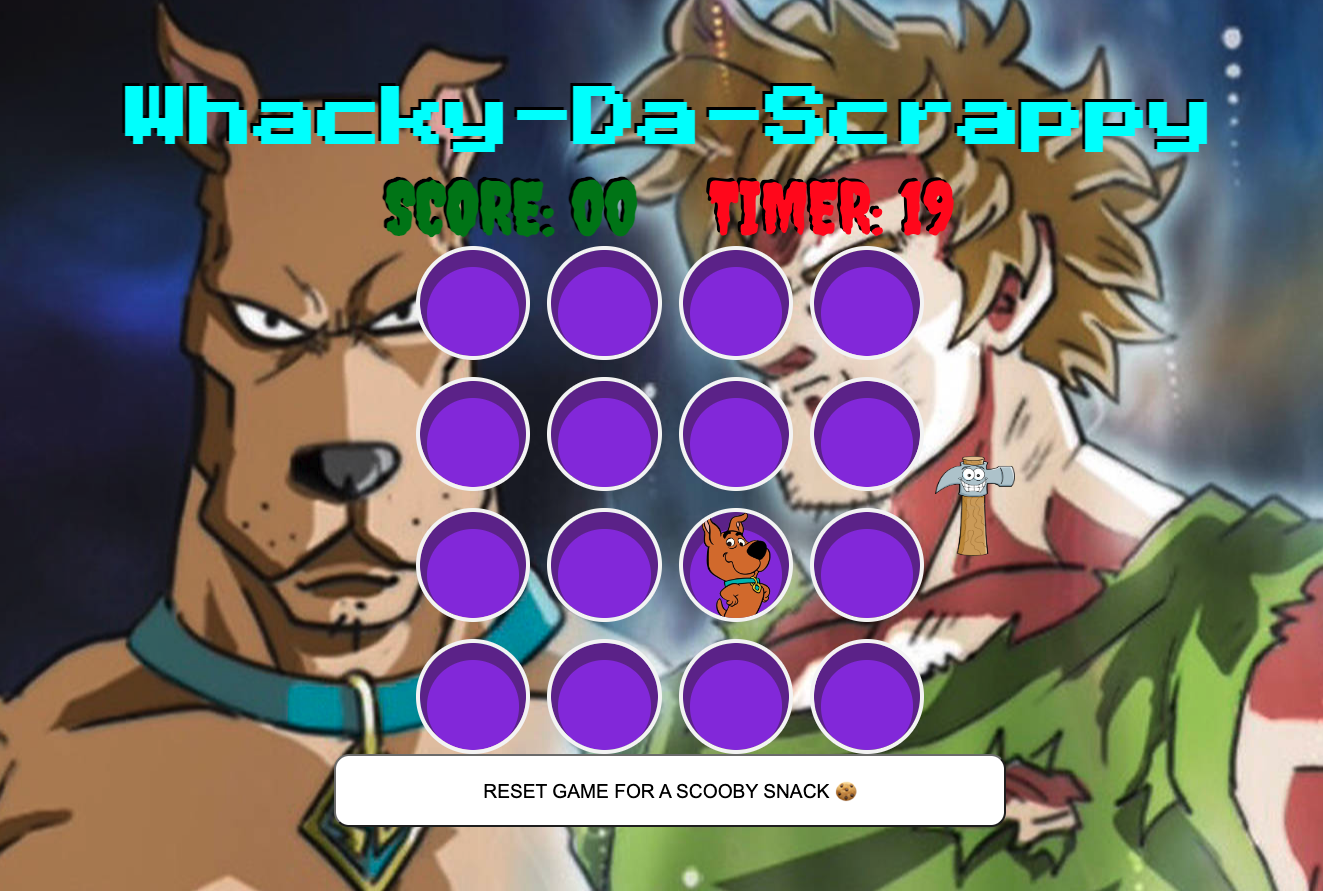 Whacky-Da-Scrappy
SCORE: 00 TIMER: 19
RESET GAME FOR A SCOOBY SNACK 🍪